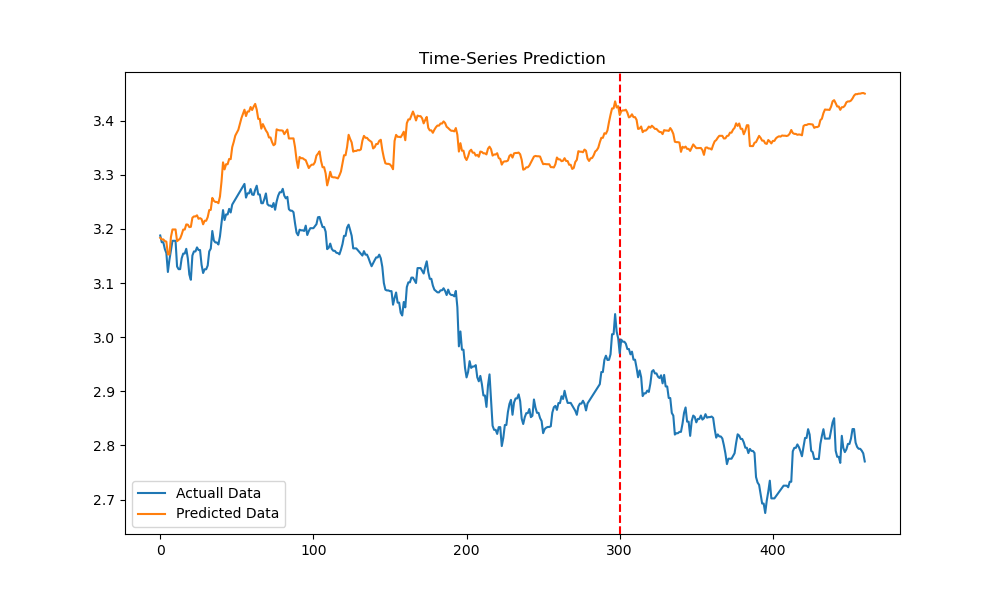 Time-Series Prediction
3.4
3.3
3.2
3.1
3.0
2.9
2.8
2.7
Actuall Data
Predicted Data
0 100 200 300 400